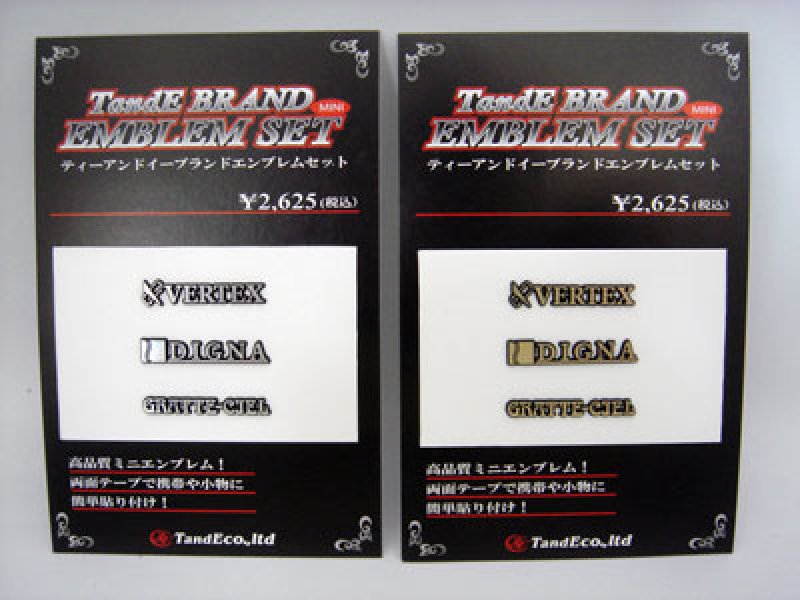 TandE BRAND
MINI
EMBLEM SET
ティーアンドイーブランドエンブレムセット
¥2,625(税込)
VERTEX
D.I.G.N.A
GRATTE-CIEL
高品質ミニエンブレム！
両面テープで携帯や小物に
簡単貼り付け！
TandEco.,ltd
TandE BRAND
MINI
EMBLEM SET
ティーアンドイーブランドエンブレムセット
¥2,625(税込)
VERTEX
D.I.G.N.A
GRATTE-CIEL
高品質ミニエンブレム！
両面テープで携帯や小物に
簡単貼り付け！
TandEco.,ltd